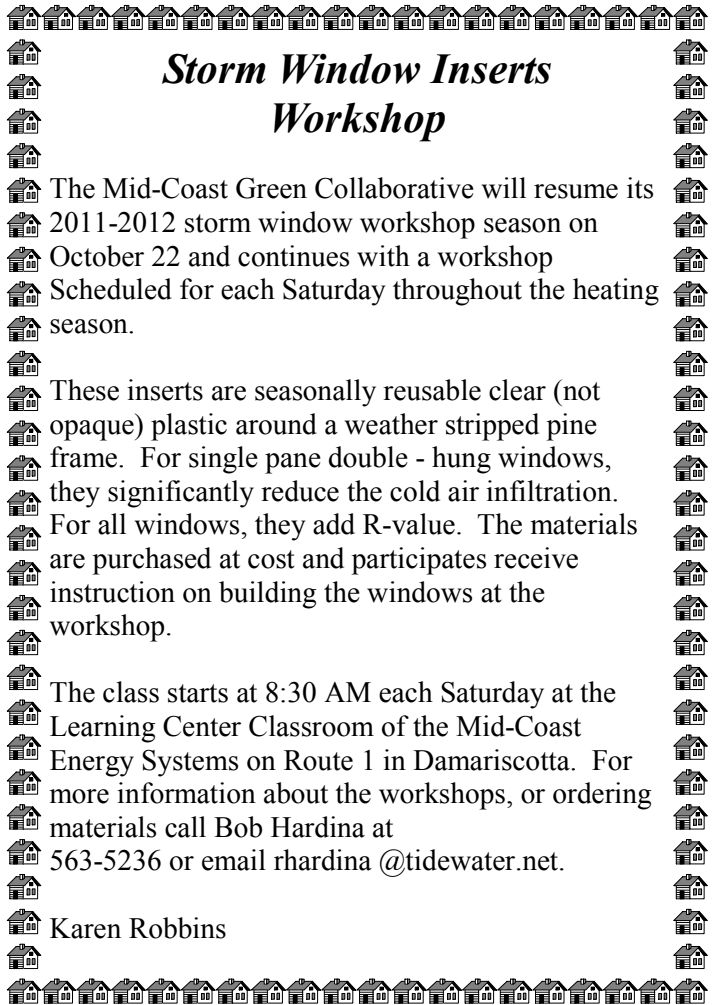 Storm Window Inserts
Workshop
The Mid-Coast Green Collaborative will resume its
2011-2012 storm window workshop season on
October 22 and continues with a workshop
Scheduled for each Saturday throughout the heating
season.
These inserts are seasonally reusable clear (not
opaque) plastic around a weather stripped pine
frame.  For single pane double - hung windows,
they significantly reduce the cold air infiltration.
For all windows, they add R-value.  The materials
are purchased at cost and participates receive
instruction on building the windows at the
workshop.
The class starts at 8:30 AM each Saturday at the
Learning Center Classroom of the Mid-Coast
Energy Systems on Route 1 in Damariscotta.  For
more information about the workshops, or ordering
materials call Bob Hardina at
563-5236 or email rhardina @tidewater.net.
Karen Robbins